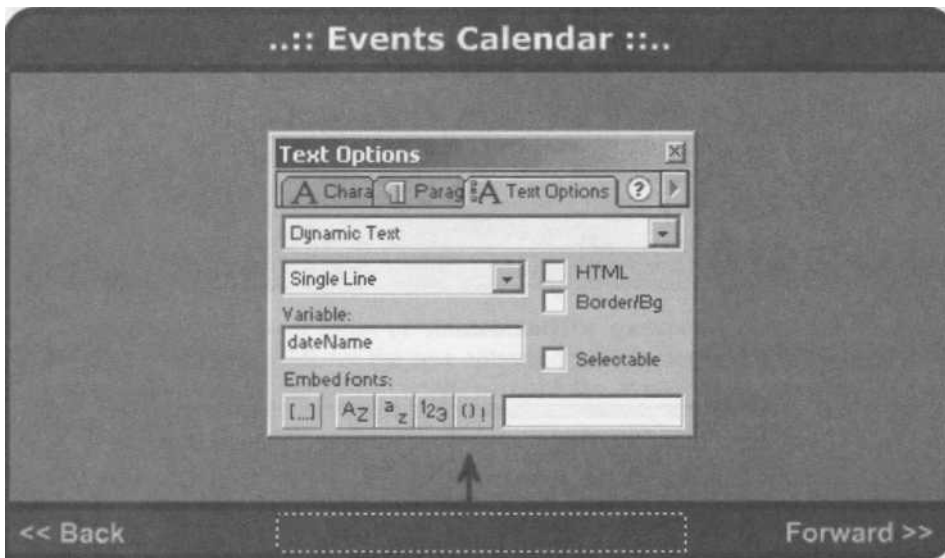 ..:: Events Calendar ::..
Text Options
A Chara ¶ Parag A Text Options ?
Dynamic Text
Single Line
HTML
Border/Bg
Variable:
dateName
Selectable
Embed fonts:
[...] Az az 123 ()!
<< Back
Forward >>